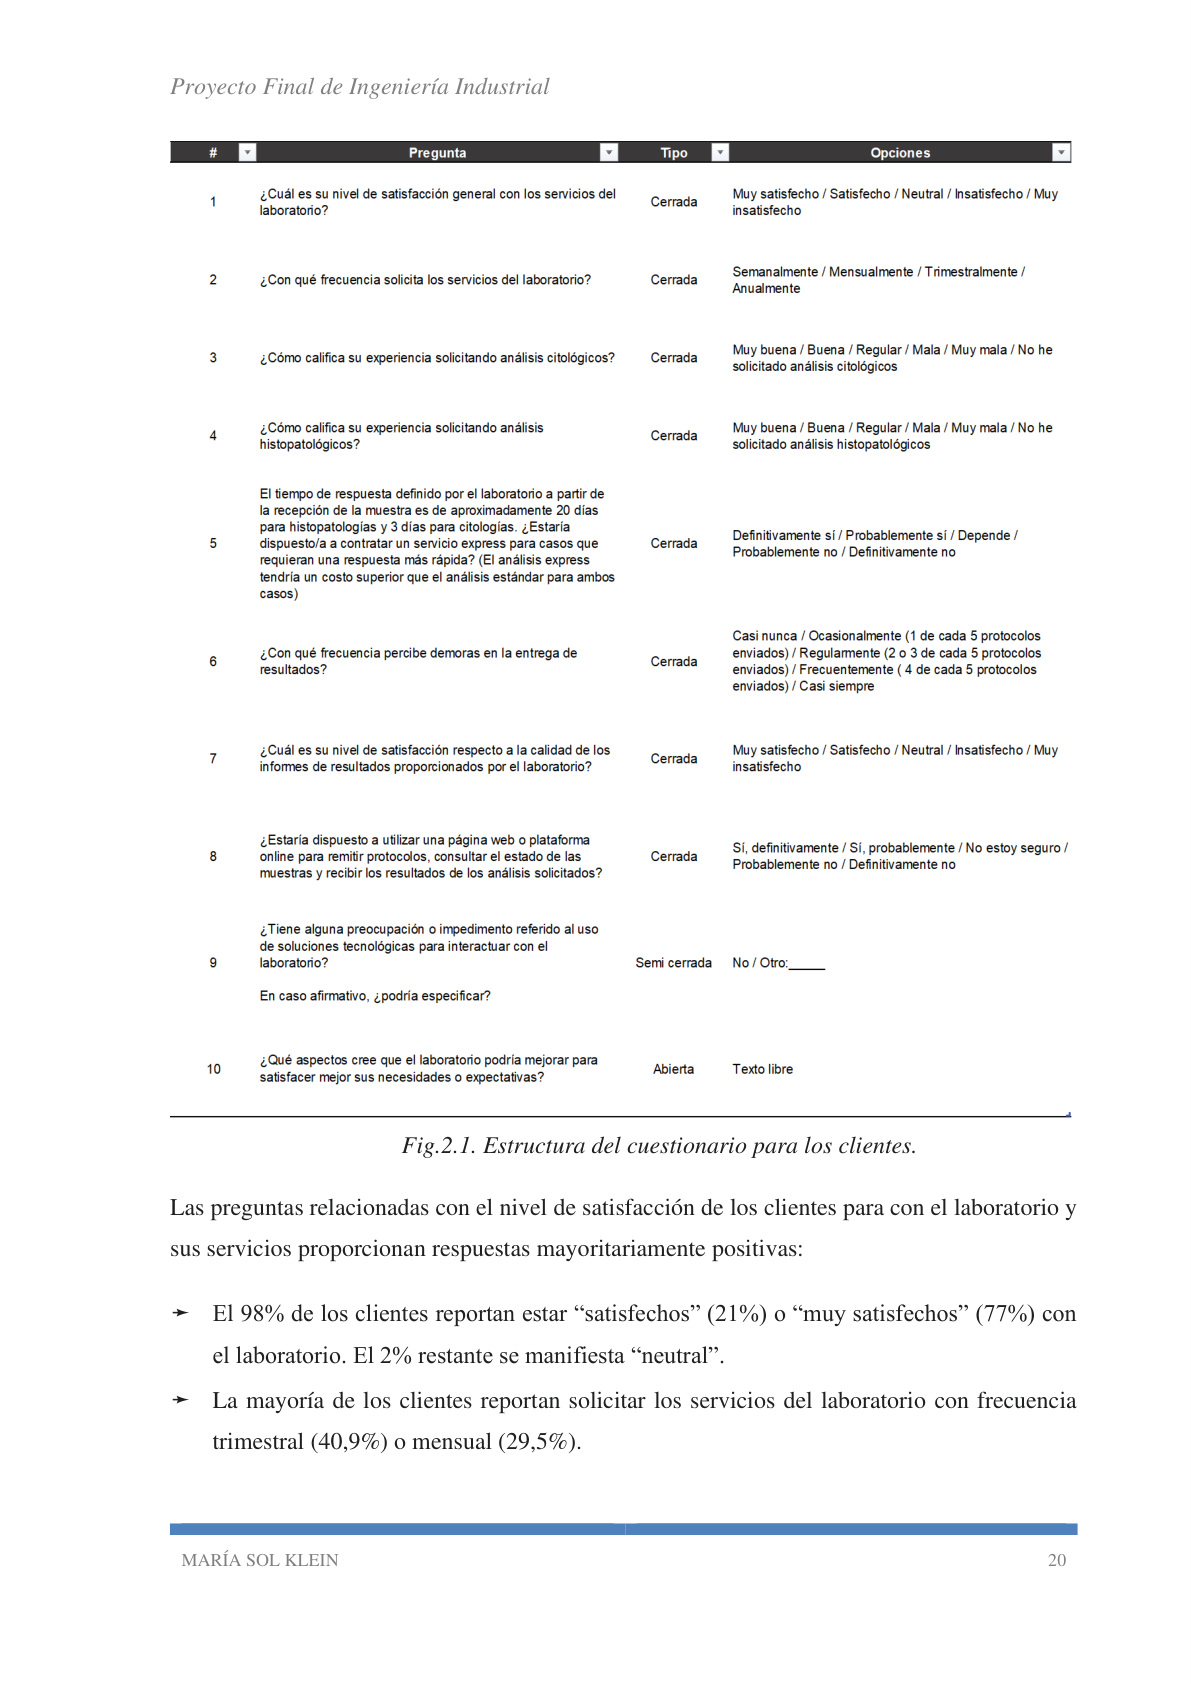 Proyecto Final de Ingeniería Industrial
# Pregunta Tipo Opciones
1 ¿Cuál es su nivel de satisfacción general con los servicios del laboratorio? Cerrada Muy satisfecho / Satisfecho / Neutral / Insatisfecho / Muy insatisfecho
2 ¿Con qué frecuencia solicita los servicios del laboratorio? Cerrada Semanalmente / Mensualmente / Trimestralmente / Anualmente
3 ¿Cómo califica su experiencia solicitando análisis citológicos? Cerrada Muy buena / Buena / Regular / Mala / Muy mala / No he solicitado análisis citológicos
4 ¿Cómo califica su experiencia solicitando análisis histopatológicos? Cerrada Muy buena / Buena / Regular / Mala / Muy mala / No he solicitado análisis histopatológicos
5 El tiempo de respuesta definido por el laboratorio a partir de la recepción de la muestra es de aproximadamente 20 días para histopatologías y 3 días para citologías. ¿Estaría dispuesto/a a contratar un servicio express para casos que requieran una respuesta más rápida? (El análisis express tendría un costo superior que el análisis estándar para ambos casos) Cerrada Definitivamente sí / Probablemente sí / Depende / Probablemente no / Definitivamente no
6 ¿Con qué frecuencia percibe demoras en la entrega de resultados? Cerrada Casi nunca / Ocasionalmente (1 de cada 5 protocolos enviados) / Regularmente (2 o 3 de cada 5 protocolos enviados) / Frecuentemente ( 4 de cada 5 protocolos enviados) / Casi siempre
7 ¿Cuál es su nivel de satisfacción respecto a la calidad de los informes de resultados proporcionados por el laboratorio? Cerrada Muy satisfecho / Satisfecho / Neutral / Insatisfecho / Muy insatisfecho
8 ¿Estaría dispuesto a utilizar una página web o plataforma online para remitir protocolos, consultar el estado de las muestras y recibir los resultados de los análisis solicitados? Cerrada Sí, definitivamente / Sí, probablemente / No estoy seguro / Probablemente no / Definitivamente no
9 ¿Tiene alguna preocupación o impedimento referido al uso de soluciones tecnológicas para interactuar con el laboratorio? En caso afirmativo, ¿podría especificar? Semi cerrada No / Otro:_____
10 ¿Qué aspectos cree que el laboratorio podría mejorar para satisfacer mejor sus necesidades o expectativas? Abierta Texto libre
Fig.2.1. Estructura del cuestionario para los clientes.
Las preguntas relacionadas con el nivel de satisfacción de los clientes para con el laboratorio y
sus servicios proporcionan respuestas mayoritariamente positivas:
➛ El 98% de los clientes reportan estar “satisfechos” (21%) o “muy satisfechos” (77%) con
el laboratorio. El 2% restante se manifiesta “neutral”.
➛ La mayoría de los clientes reportan solicitar los servicios del laboratorio con frecuencia
trimestral (40,9%) o mensual (29,5%).
MARÍA SOL KLEIN 20